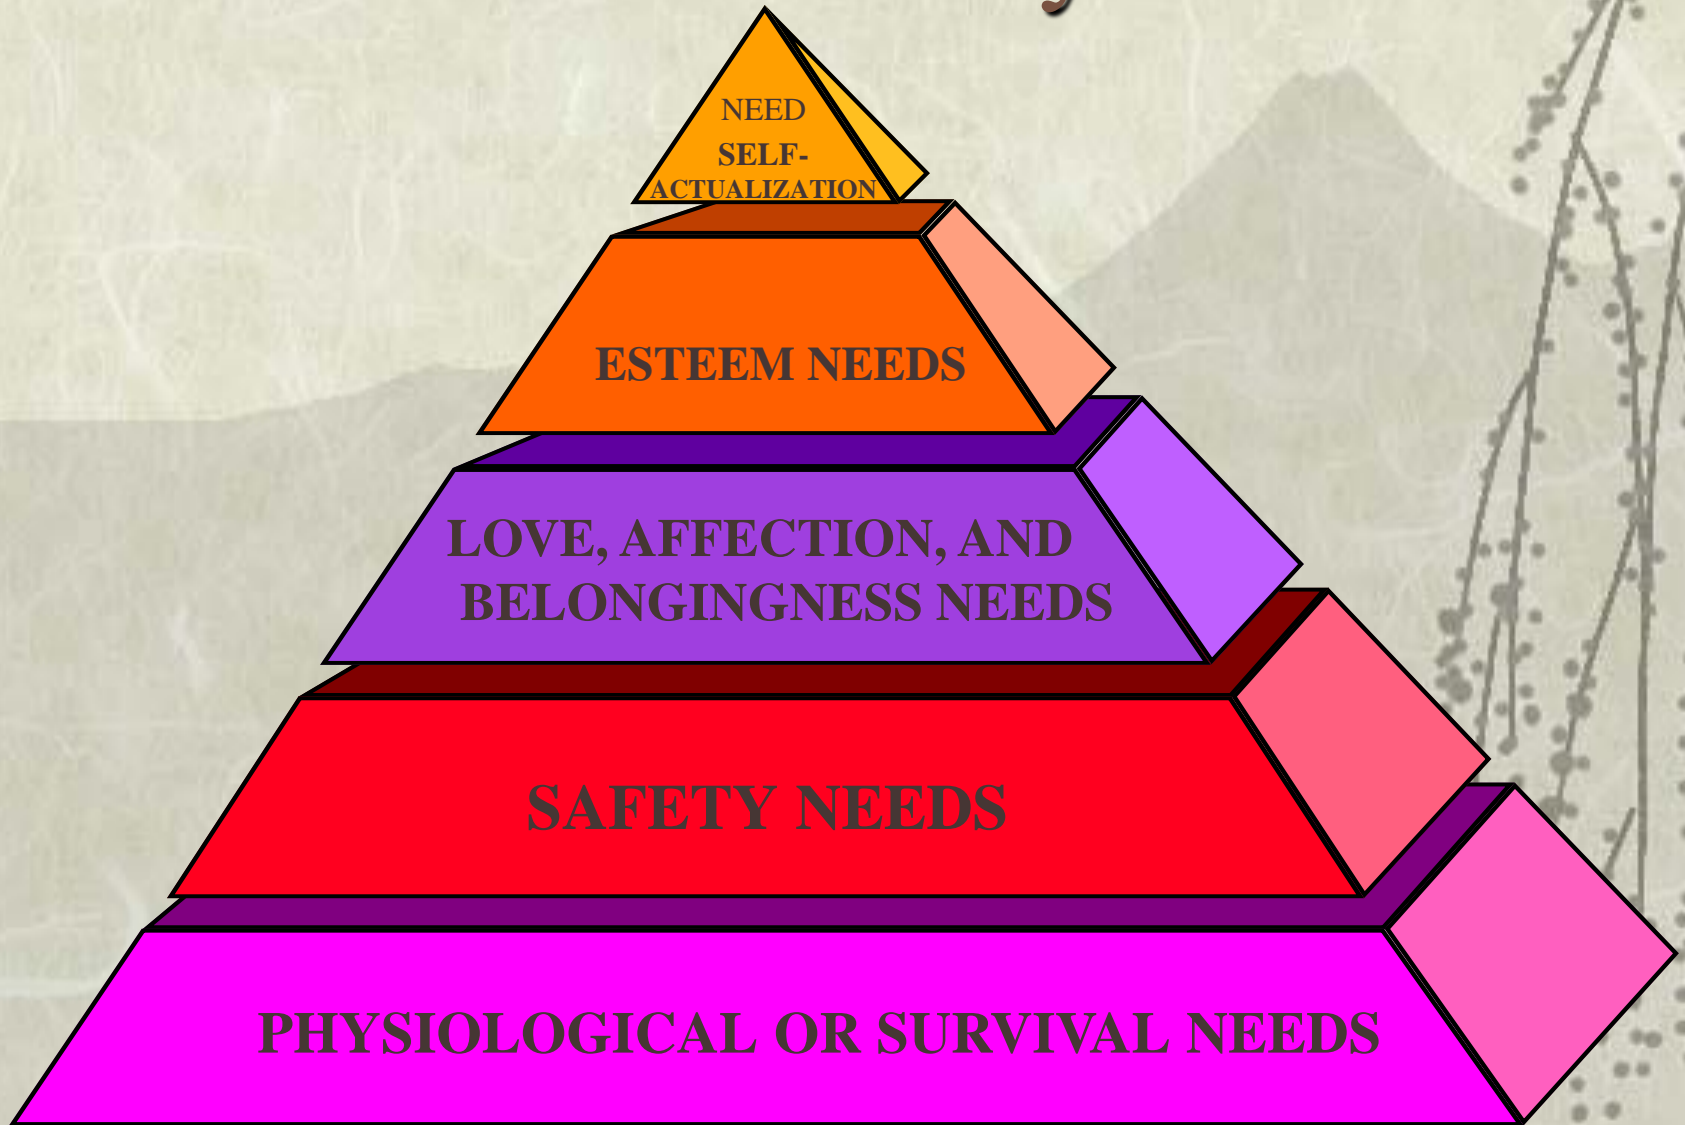 NEED
SELF-
ACTUALIZATION
ESTEEM NEEDS
LOVE, AFFECTION, AND
BELONGINGNESS NEEDS
SAFETY NEEDS
PHYSIOLOGICAL OR SURVIVAL NEEDS